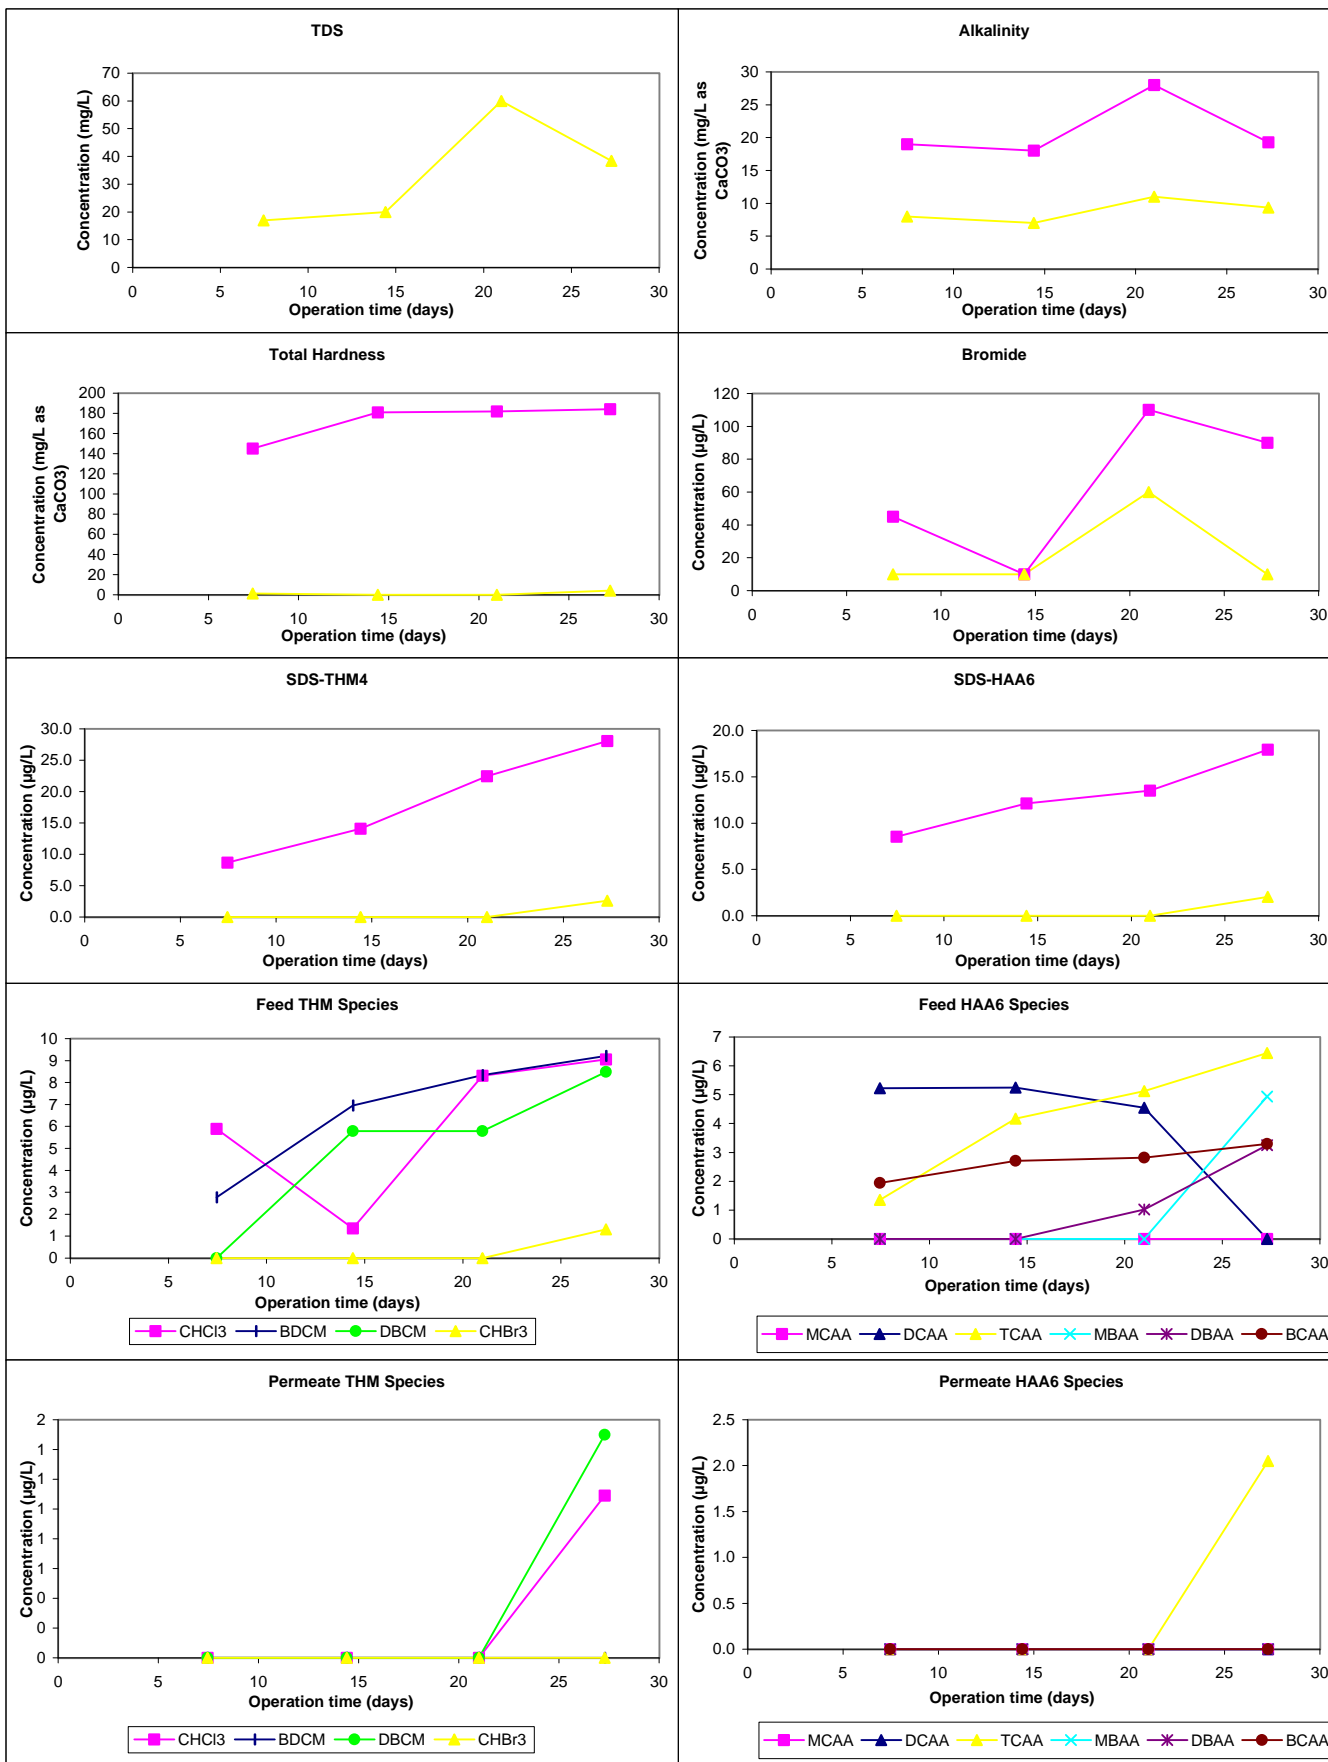 TDS
Concentration (mg/L)
70
60
50
40
30
20
10
0
0 5 10 15 20 25 30
Operation time (days)
Alkalinity
Concentration (mg/L as
CaCO3)
30
25
20
15
10
5
0
0 5 10 15 20 25 30
Operation time (days)
Total Hardness
Concentration (mg/L as
CaCO3)
200
180
160
140
120
100
80
60
40
20
0
0 5 10 15 20 25 30
Operation time (days)
Bromide
Concentration (µg/L)
120
100
80
60
40
20
0
0 5 10 15 20 25 30
Operation time (days)
SDS-THM4
Concentration (µg/L)
30.0
25.0
20.0
15.0
10.0
5.0
0.0
0 5 10 15 20 25 30
Operation time (days)
SDS-HAA6
Concentration (µg/L)
20.0
15.0
10.0
5.0
0.0
0 5 10 15 20 25 30
Operation time (days)
Feed THM Species
Concentration (µg/L)
10
9
8
7
6
5
4
3
2
1
0
0 5 10 15 20 25 30
Operation time (days)
CHCl3 BDCM DBCM CHBr3
Feed HAA6 Species
Concentration (µg/L)
7
6
5
4
3
2
1
0
0 5 10 15 20 25 30
Operation time (days)
MCAA DCAA TCAA MBAA DBAA BCAA
Permeate THM Species
Concentration (µg/L)
2
1
1
1
1
1
0
0
0
0 5 10 15 20 25 30
Operation time (days)
CHCl3 BDCM DBCM CHBr3
Permeate HAA6 Species
Concentration (µg/L)
2.5
2.0
1.5
1.0
0.5
0.0
0 5 10 15 20 25 30
Operation time (days)
MCAA DCAA TCAA MBAA DBAA BCAA